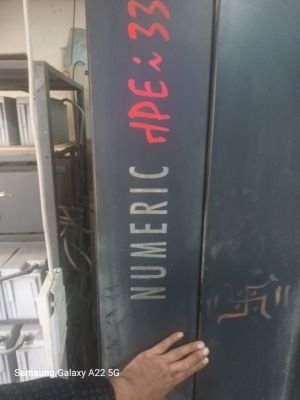 NUMERIC HPE ~ 33
Samsung,Galaxy A22 5G